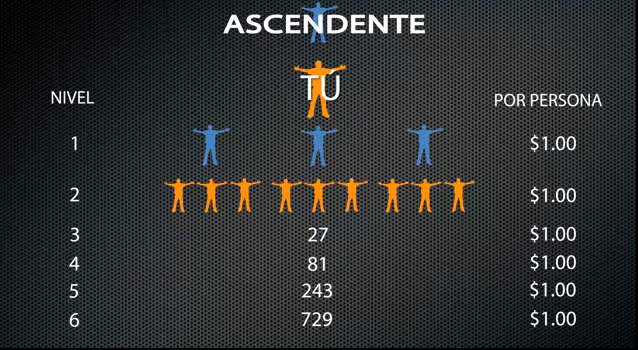 ASCENDENTE
TÚ
NIVEL POR PERSONA
1 $1.00
2 $1.00
3 27 $1.00
4 81 $1.00
5 243 $1.00
6 729 $1.00